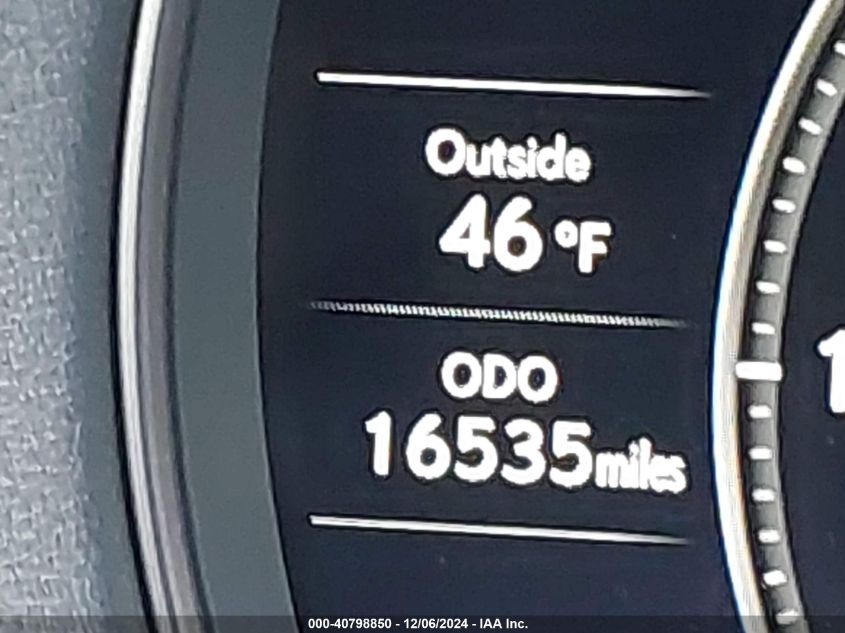 Outside
46 °F
ODO
16535 miles
000-40798850 - 12/06/2024 - IAA Inc.